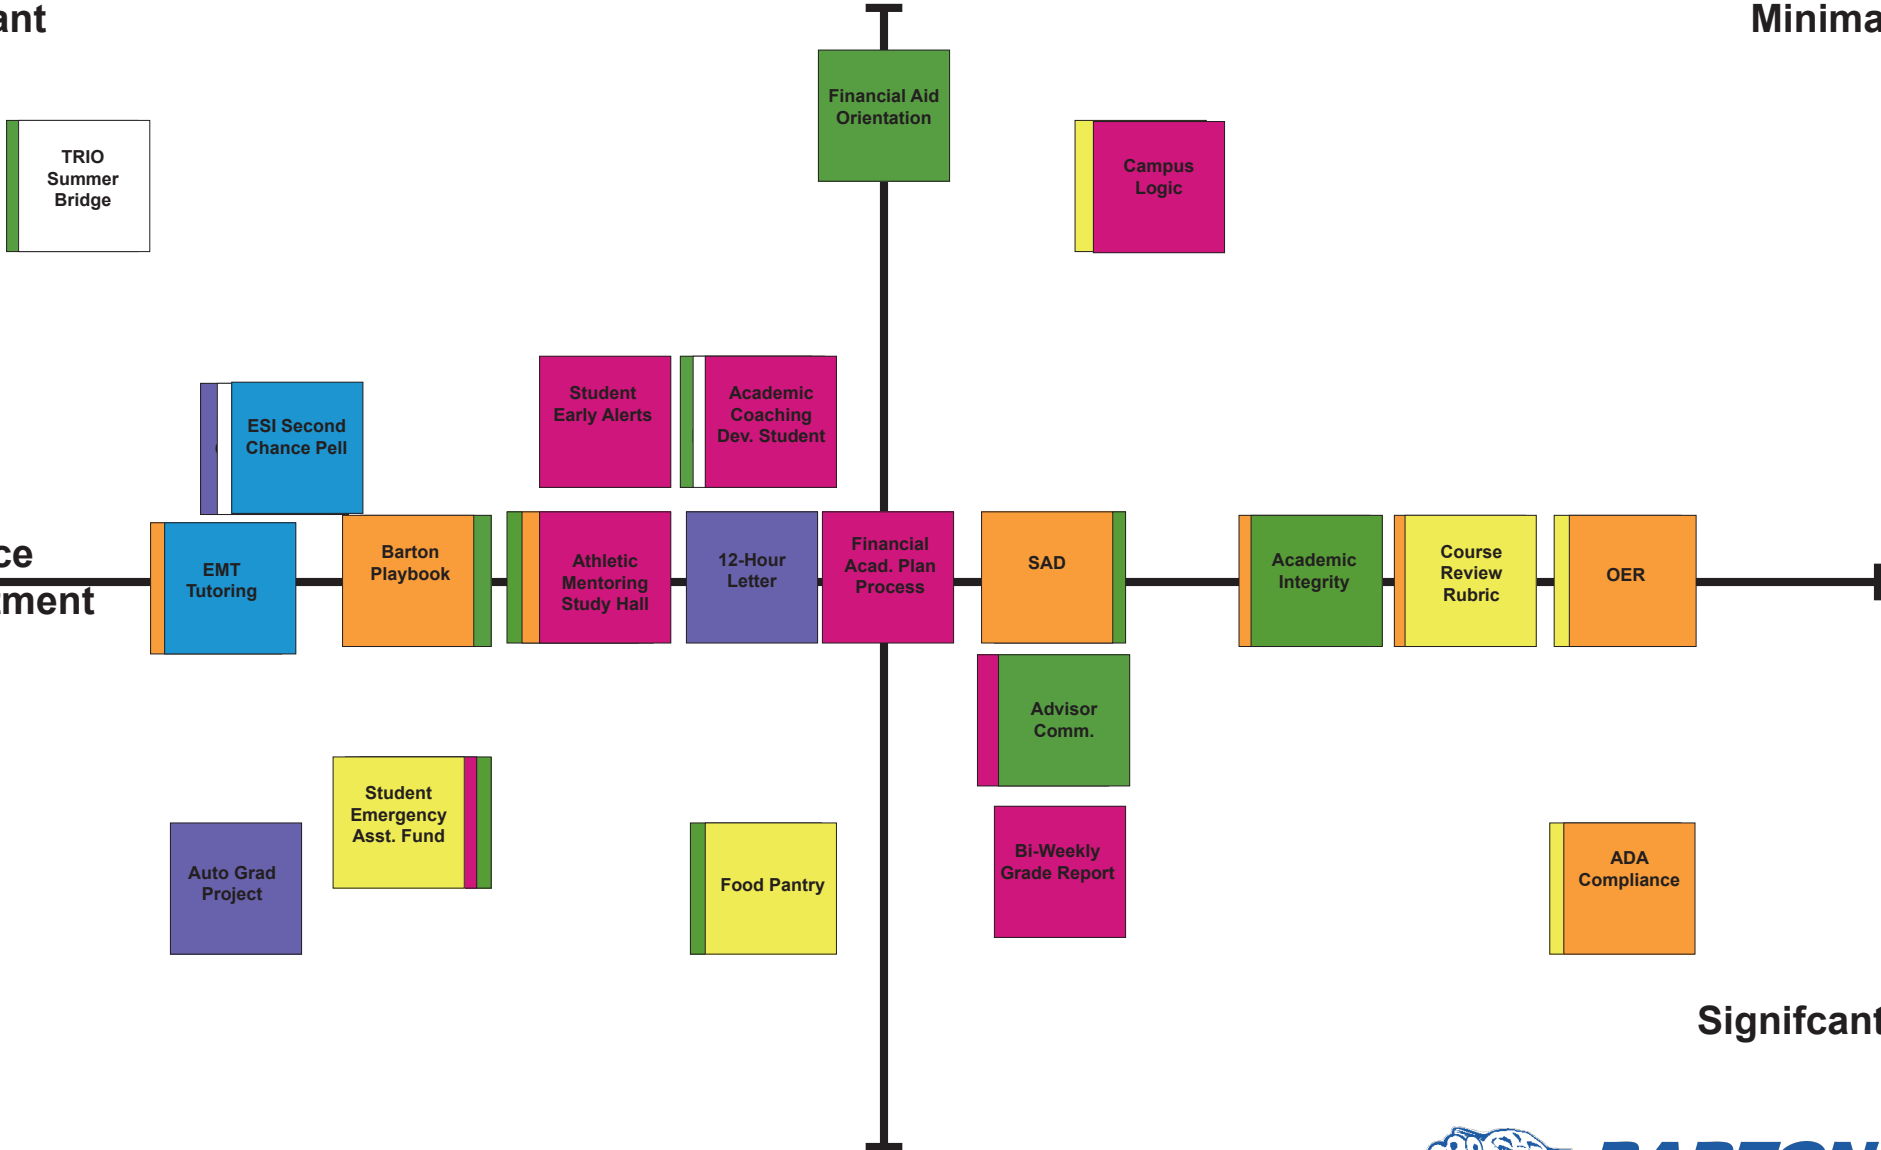 ant
Minima
Financial Aid
Orientation
TRIO
Summer
Bridge
Campus
Logic
Student
Early Alerts
Academic
Coaching
Dev. Student
ESI Second
Chance Pell
ce
tment
EMT
Tutoring
Barton
Playbook
Athletic
Mentoring
Study Hall
12-Hour
Letter
Financial
Acad. Plan
Process
SAD
Academic
Integrity
Course
Review
Rubric
OER
Advisor
Comm.
Student
Emergency
Asst. Fund
Auto Grad
Project
Food Pantry
Bi-Weekly
Grade Report
ADA
Compliance
Signifcant
BARTON